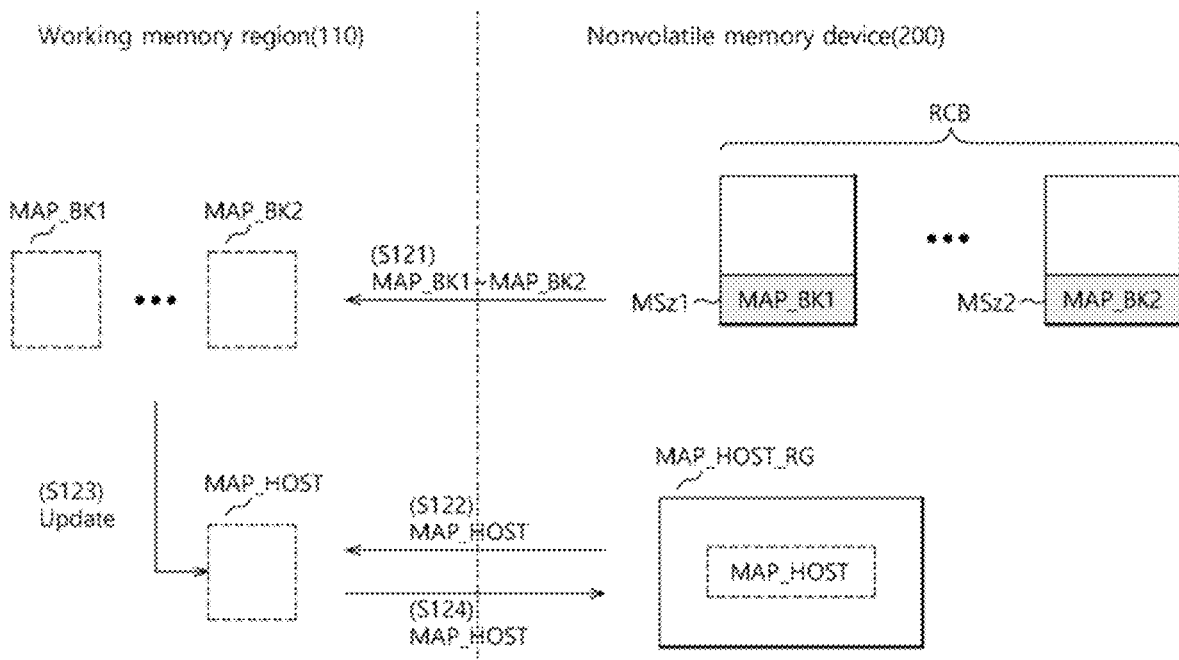 Working memory region(110)
Nonvolatile memory device(200)
RCB
MAP_BK1
MAP_BK2
(S121)
MAP_BK1~MAP_BK2
MSz1
MAP_BK1
MSz2
MAP_BK2
MAP_HOST_RG
(S123)
Update
MAP_HOST
(S122)
MAP_HOST
MAP_HOST
(S124)
MAP_HOST